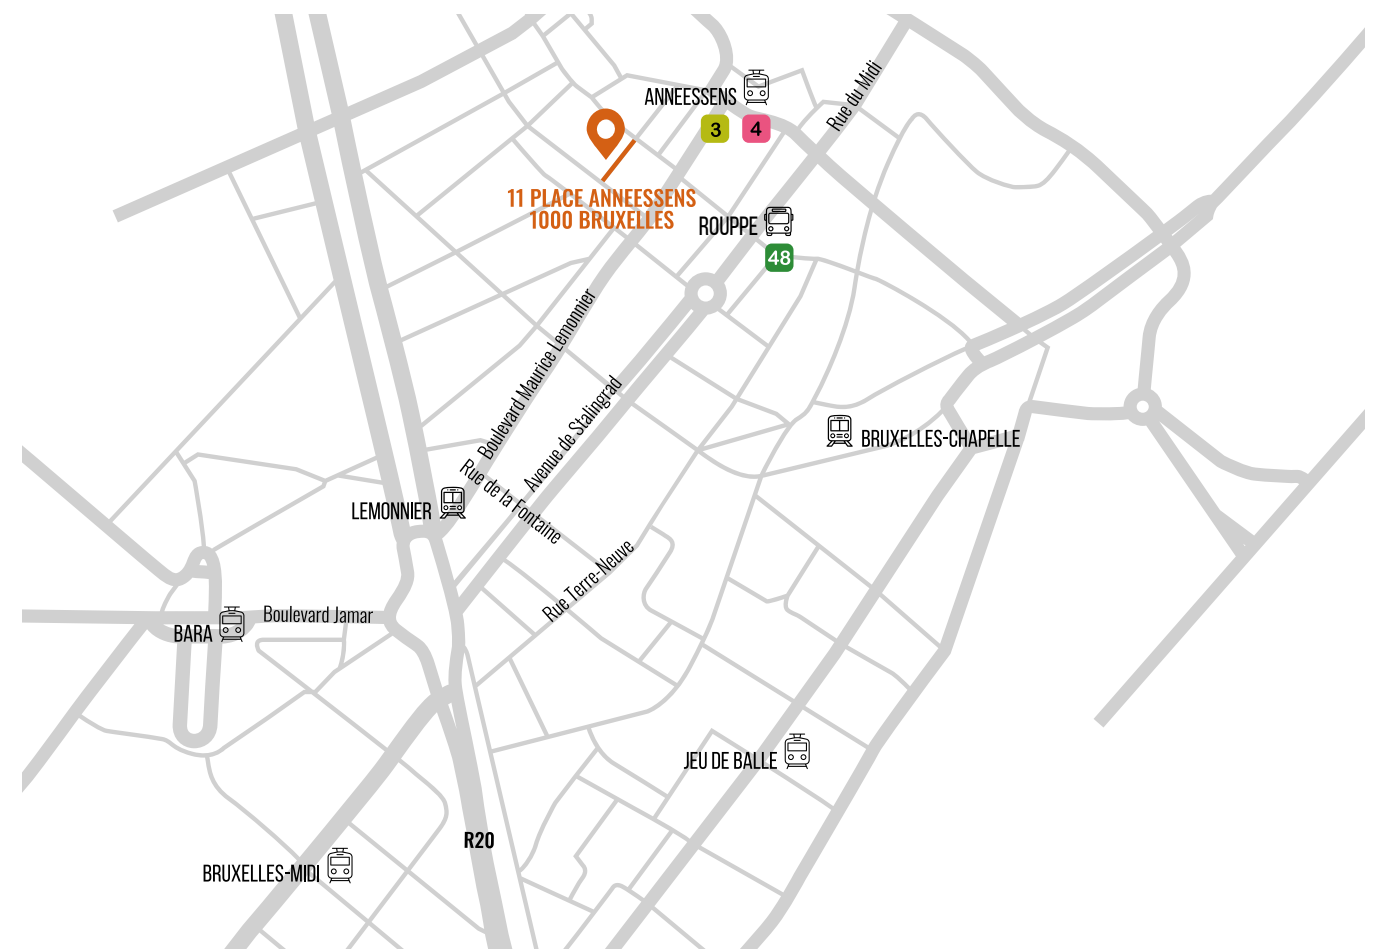 Rue du Midi
ANNEESSENS
3
4
11 PLACE ANNEESSENS
1000 BRUXELLES
ROUPPE
48
Boulevard Maurice Lemonnier
Avenue de Stalingrad
BRUXELLES-CHAPELLE
Rue de la Fontaine
LEMONNIER
Rue Terre-Neuve
Boulevard Jamar
BARA
JEU DE BALLE
R20
BRUXELLES-MIDI